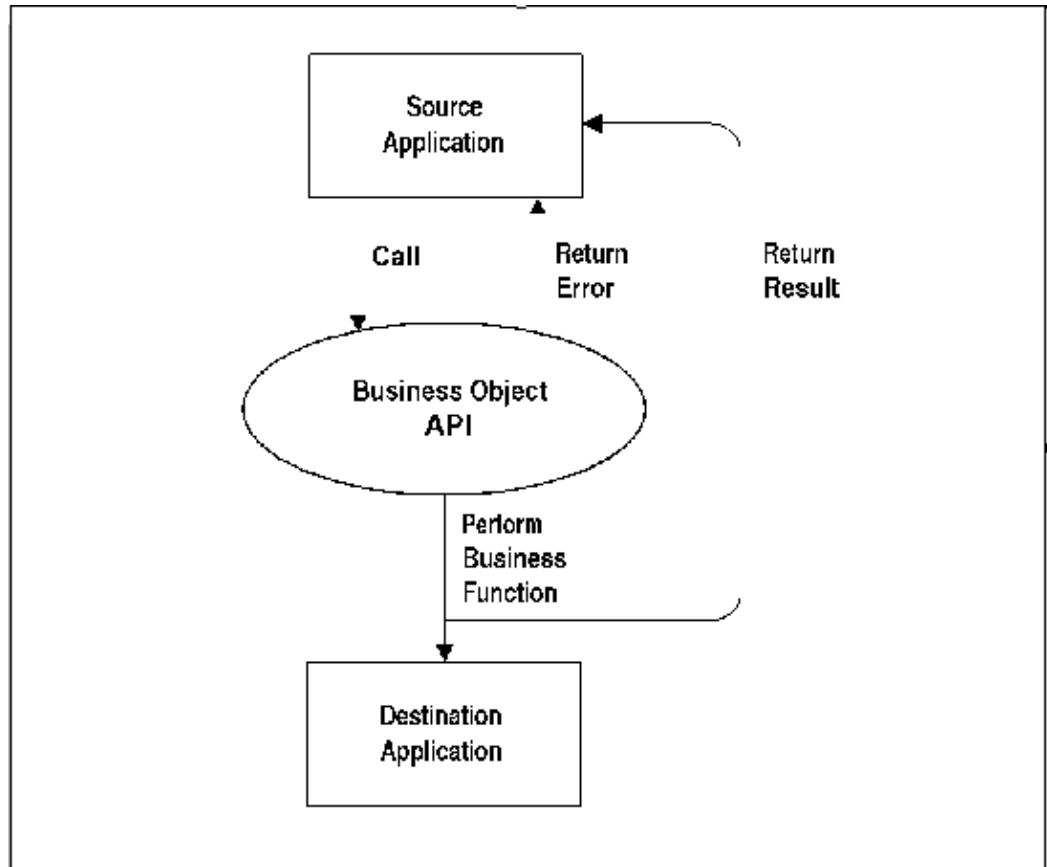 Source
Application
Call
Return
Error
Return
Result
Business Object
API
Perform
Business
Function
Destination
Application